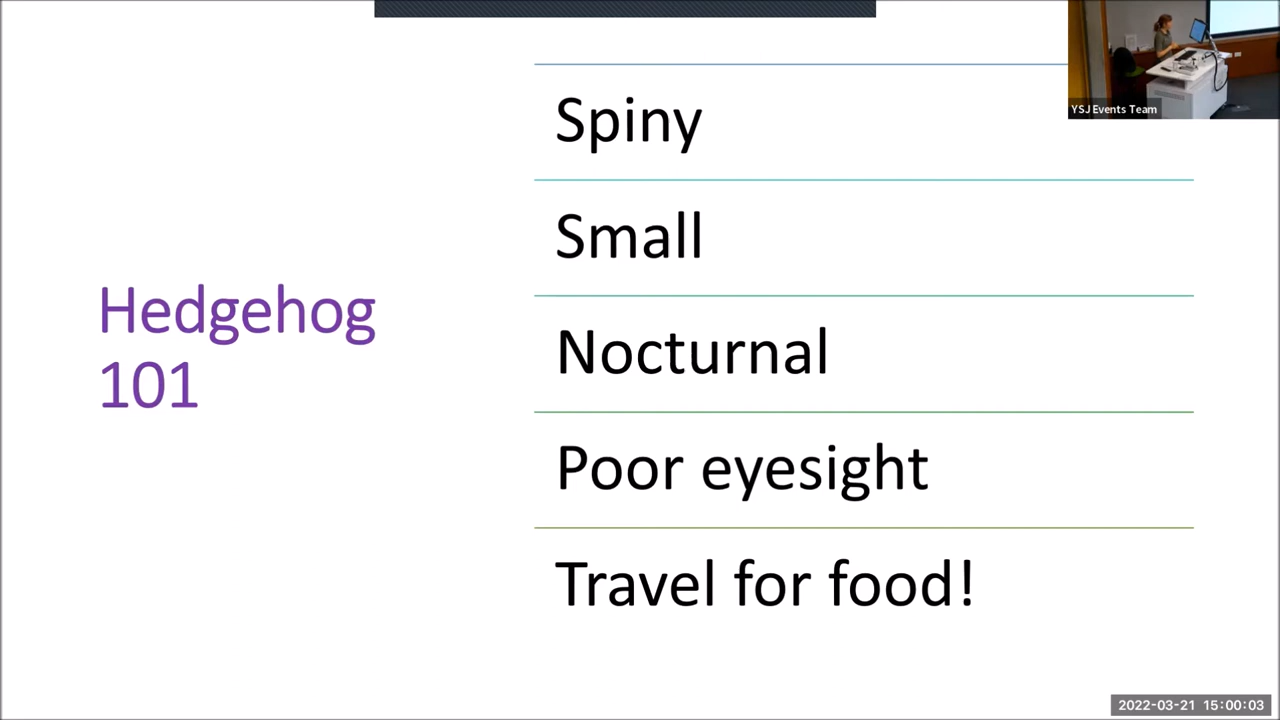 Hedgehog
101
Spiny
Small
Nocturnal
Poor eyesight
Travel for food!
YSJ Events Team
2022-03-21 15:00:03